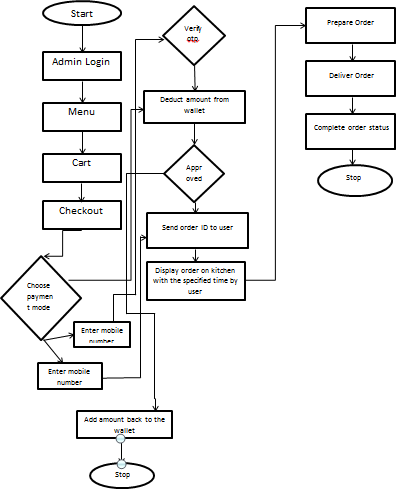 Start
Admin Login
Menu
Cart
Checkout
Choose
paymen
t mode
Enter mobile
number
Enter mobile
number
Add amount back to the
wallet
Stop
Verify
otp
Deduct amount from
wallet
Appr
oved
Send order ID to user
Display order on kitchen
with the specified time by
user
Prepare Order
Deliver Order
Complete order status
Stop